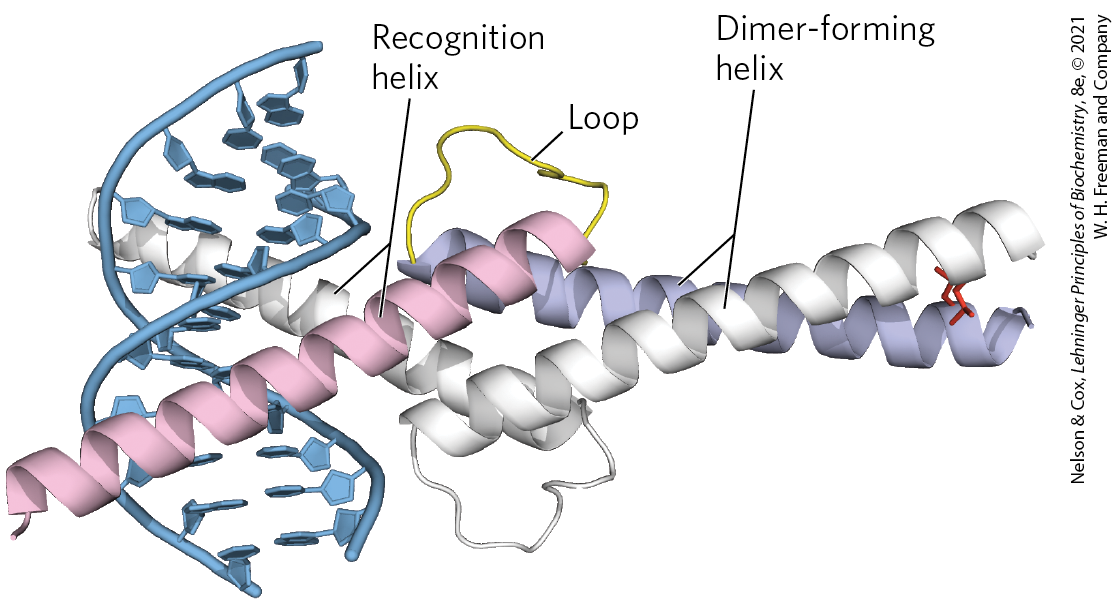 Recognition
helix
Dimer-forming
helix
Loop
Nelson & Cox, Lehninger Principles of Biochemistry, 8e, © 2021
W. H. Freeman and Company